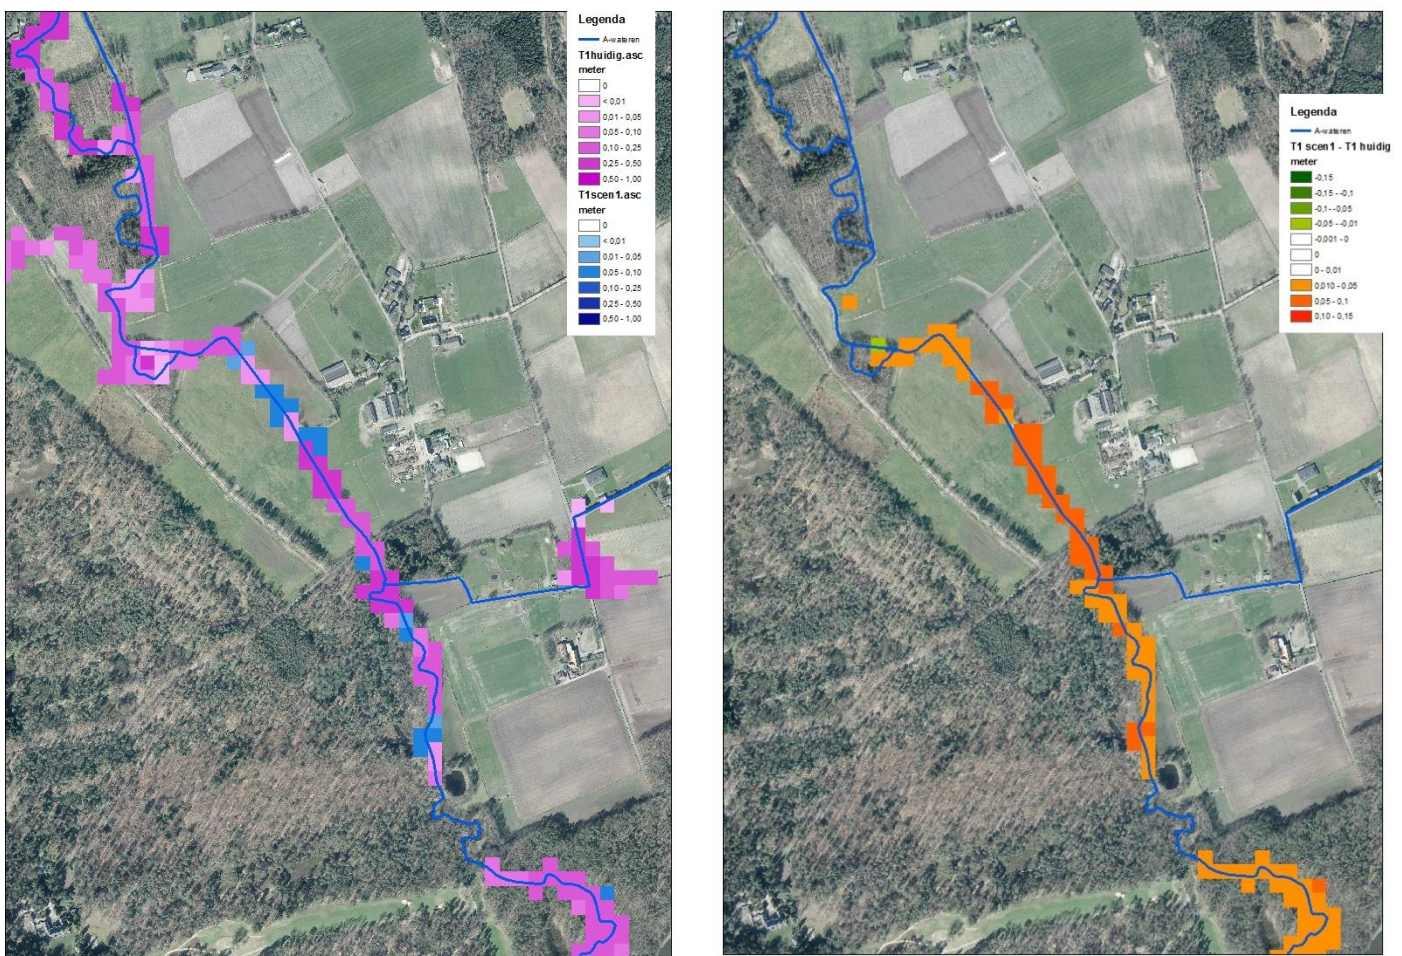 Legenda
A-wateren
T1huidig.asc
meter
0
< 0,01
0,01 - 0,05
0,05 - 0,10
0,10 - 0,25
0,25 - 0,50
0,50 - 1,00
T1scen1.asc
meter
0
< 0,01
0,01 - 0,05
0,05 - 0,10
0,10 - 0,25
0,25 - 0,50
0,50 - 1,00
Legenda
A-wateren
T1 scen1 - T1 huidig
meter
-0,15
-0,15 - -0,1
-0,1 - -0,05
-0,05 - -0,01
-0,001 - 0
0
0 - 0,01
0,010 - 0,05
0,05 - 0,1
0,10 - 0,15